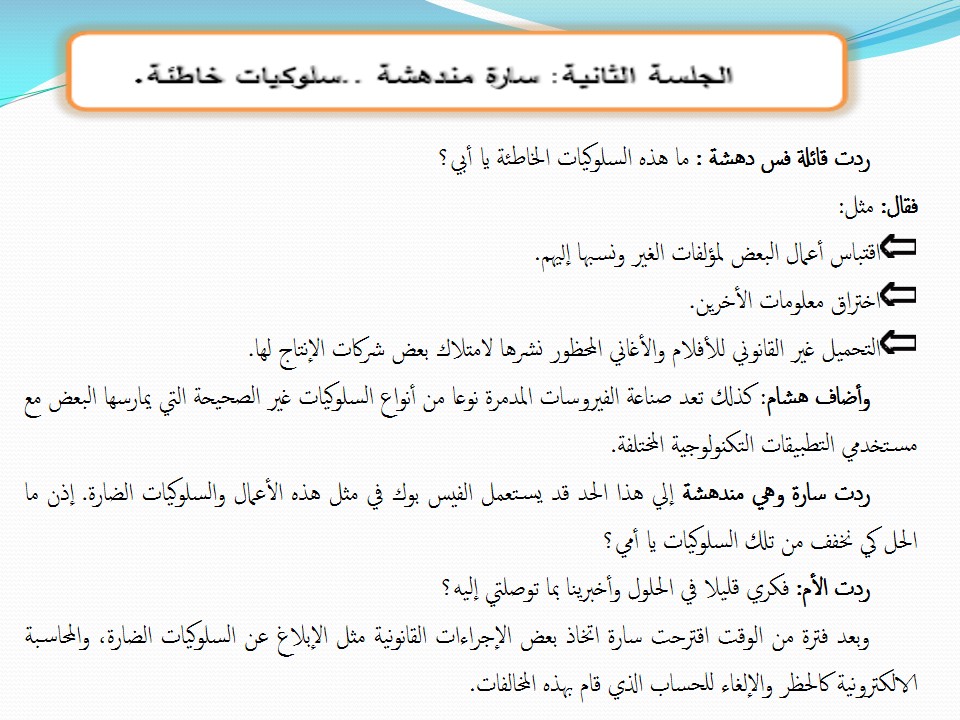 الجلسة الثانية: سارة مندهشة ..سلوكيات خاطئة.
ردت قائلة فس دهشة : ما هذه السلوكيات الخاطئة يا أبي؟
فقال: مثل:
⇦اقتباس أعمال البعض لمؤلفات الغير ونسبها إليهم.
⇦اختراق معلومات الأخرين.
⇦التحميل غير القانوني للأفلام والأغاني المحظور نشرها لامتلاك بعض شركات الإنتاج لها.
وأضاف هشام: كذلك تعد صناعة الفيروسات المدمرة نوعا من أنواع السلوكيات غير الصحيحة التي يمارسها البعض مع
مستخدمي التطبيقات التكنولوجية المختلفة.
ردت سارة وهي مندهشة إلي هذا الحد قد يستعمل الفيس بوك في مثل هذه الأعمال والسلوكيات الضارة. إذن ما
الحل كي نخفف من تلك السلوكيات يا أمي؟
ردت الأم: فكري قليلا في الحلول وأخبرينا بما توصلتي إليه؟
وبعد فترة من الوقت اقترحت سارة اتخاذ بعض الإجراءات القانونية مثل الإبلاغ عن السلوكيات الضارة، والمحاسبة
الالكترونية كالحظر والإلغاء للحساب الذي قام بهذه المخالفات.